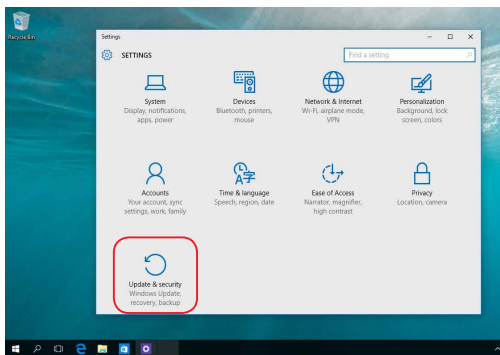 Recycle Bin
Settings
SETTINGS
Find a setting
System
Display, notifications,
apps, power
Devices
Bluetooth, printers,
mouse
Network & Internet
Wi-Fi, airplane mode,
VPN
Personalization
Background, lock
screen, colors
Accounts
Your account, sync
settings, work, family
Time & language
Speech, region, date
Ease of Access
Narrator, magnifier,
high contrast
Privacy
Location, camera
Update & security
Windows Update,
recovery, backup